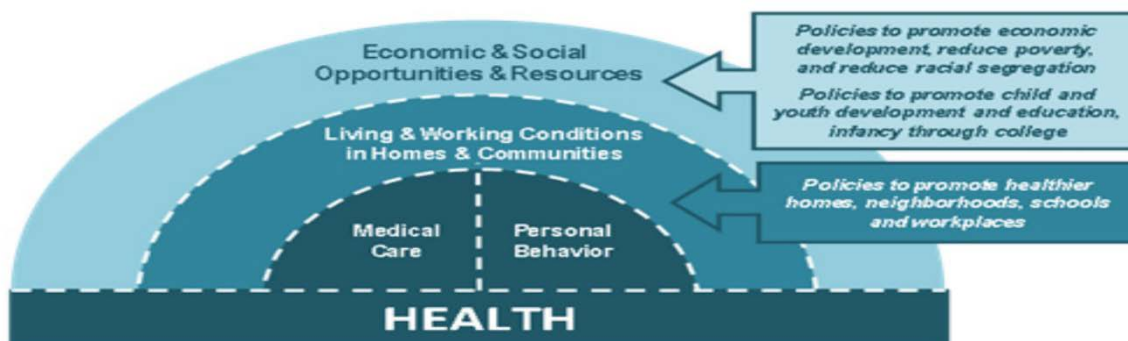 Economic & Social
Opportunities & Resources
Living & Working Conditions
in Homes & Communities
Medical
Care
Personal
Behavior
HEALTH
Policies to promote economic
development, reduce poverty,
and reduce racial segregation
Policies to promote child and
youth development and education,
infancy through college
Policies to promote healthier
homes, neighborhoods, schools
and workplaces